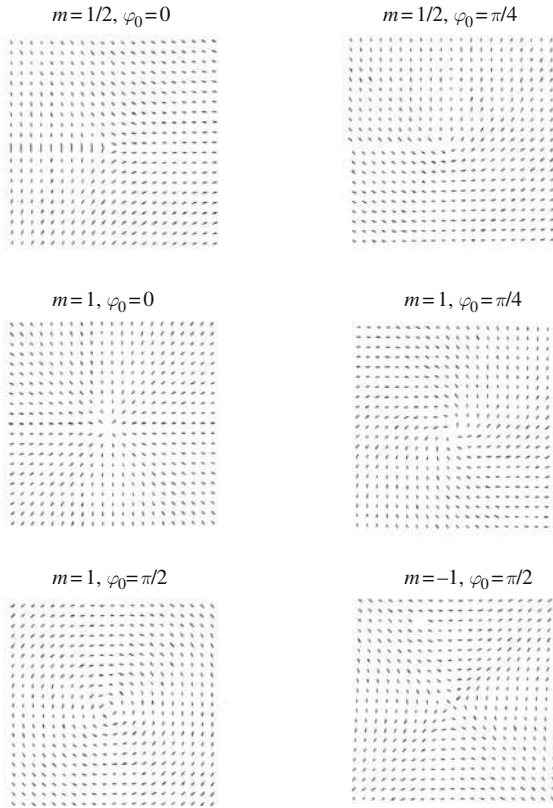 m = 1/2, φ₀ = 0
m = 1/2, φ₀ = π/4
m = 1, φ₀ = 0
m = 1, φ₀ = π/4
m = 1, φ₀ = π/2
m = –1, φ₀ = π/2